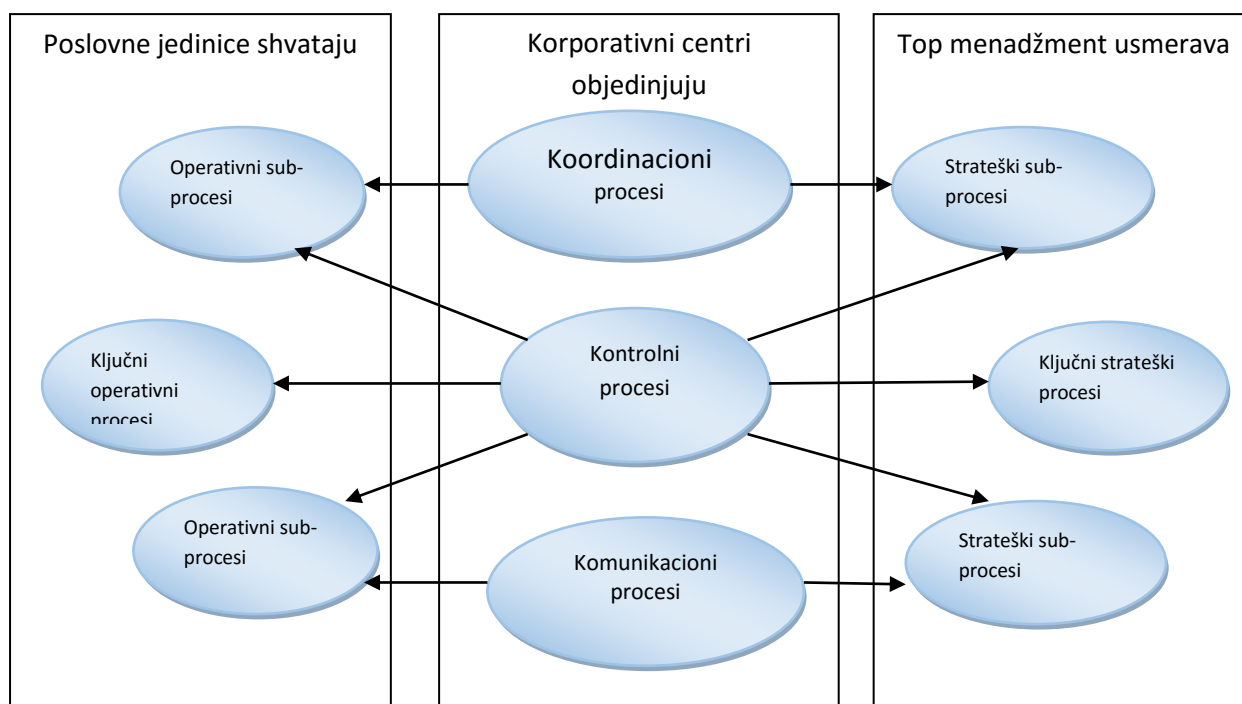 Poslovne jedinice shvataju
Operativni sub-
procesi
Ključni
operativni
procesi
Operativni sub-
procesi
Korporativni centri
objedinjuju
Koordinacioni
procesi
Kontrolni
procesi
Komunikacioni
procesi
Top menadžment usmerava
Strateški sub-
procesi
Ključni strateški
procesi
Strateški sub-
procesi